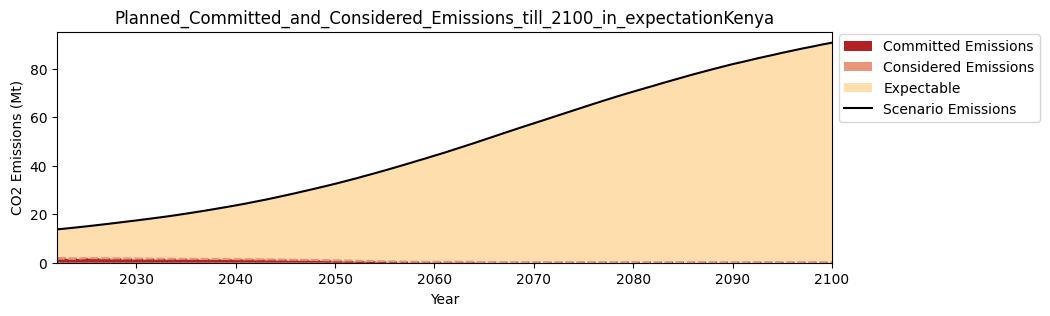 Planned_Committed_and_Considered_Emissions_till_2100_in_expectationKenya
Committed Emissions
Considered Emissions
Expectable
Scenario Emissions
CO2 Emissions (Mt)
80
60
40
20
0
2030 2040 2050 2060 2070 2080 2090 2100
Year